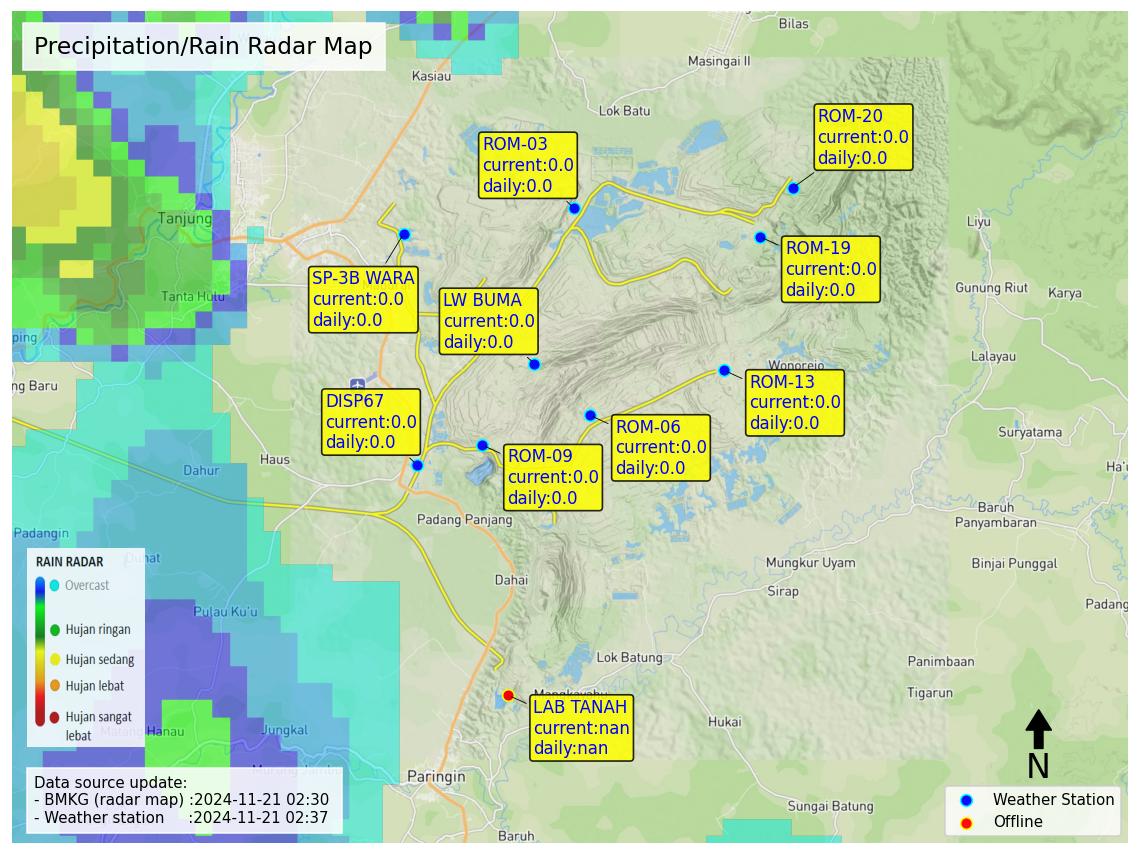 Precipitation/Rain Radar Map
Bilas
Masingai II
Kasiau
Lok Batu
ROM-20
current:0.0
daily:0.0
ROM-03
current:0.0
daily:0.0
Tanjung
Liyu
ROM-19
current:0.0
daily:0.0
SP-3B WARA
current:0.0
daily:0.0
LW BUMA
current:0.0
daily:0.0
Tanta Hulu
Gunung Riut
Karya
ping
Lalayau
Wonorejo
ng Baru
ROM-13
current:0.0
daily:0.0
DISP67
current:0.0
daily:0.0
ROM-06
current:0.0
daily:0.0
Suryatama
ROM-09
current:0.0
daily:0.0
Haus
Dahur
Ha'u
Baruh
Panyambaran
Padang Panjang
Padangin
Mungkur Uyam
Binjai Punggal
RAIN RADAR
Overcast
Hujan ringan
Hujan sedang
Hujan lebat
Hujan sangat
lebat
Dahai
Sirap
Padang
Pulau Ku'u
Lok Batung
Panimbaan
Tigarun
LAB TANAH
current:nan
daily:nan
Hukai
Jungkal
Paringin
N
Data source update:
- BMKG (radar map) :2024-11-21 02:30
- Weather station :2024-11-21 02:37
Sungai Batung
Baruh
Weather Station
Offline